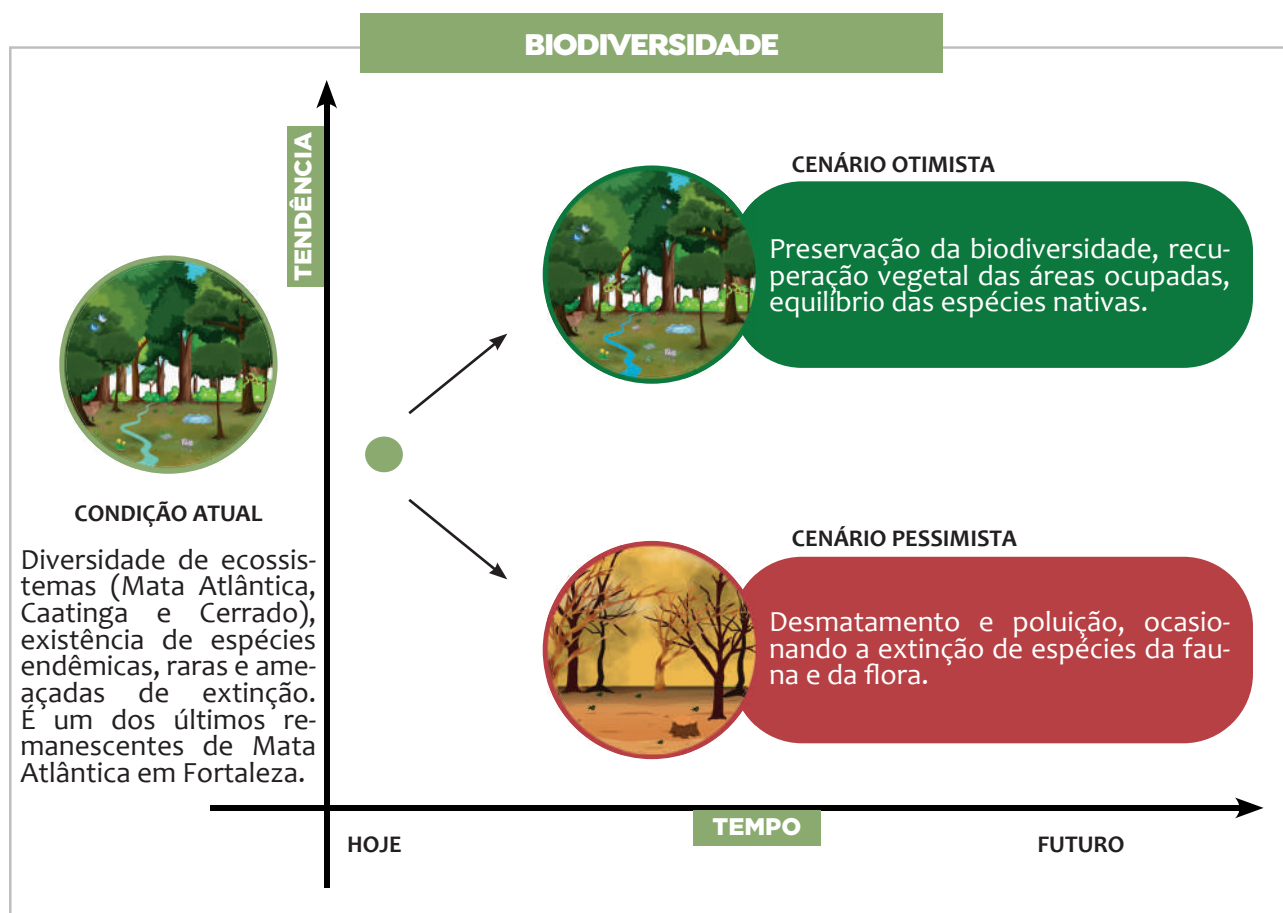 BIODIVERSIDADE
TENDÊNCIA
CONDIÇÃO ATUAL
Diversidade de ecossis-
temas (Mata Atlântica,
Caatinga e Cerrado),
existência de espécies
endêmicas, raras e ame-
açadas de extinção.
É um dos últimos re-
manescentes de Mata
Atlântica em Fortaleza.
CENÁRIO OTIMISTA
Preservação da biodiversidade, recu-
peração vegetal das áreas ocupadas,
equilíbrio das espécies nativas.
CENÁRIO PESSIMISTA
Desmatamento e poluição, ocasio-
nando a extinção de espécies da fau-
na e da flora.
HOJE
TEMPO
FUTURO